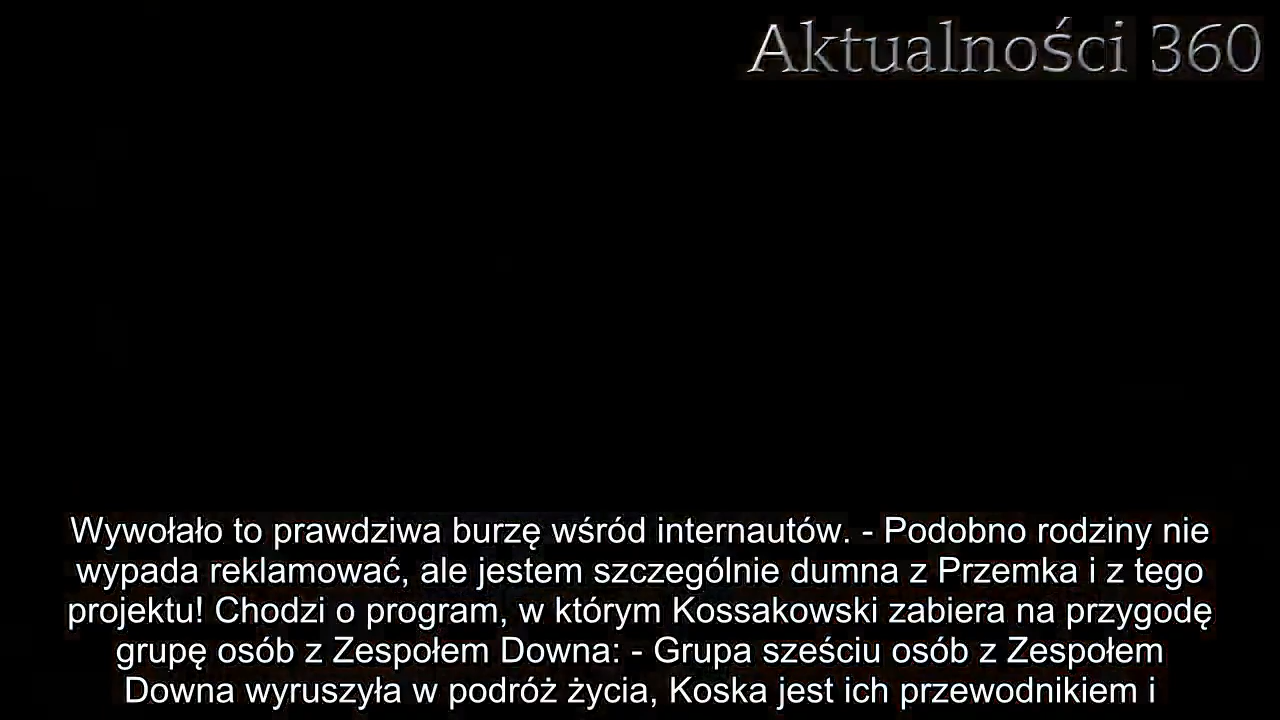 Aktualności 360
Wywołało to prawdziwa burzę wśród internautów. - Podobno rodziny nie
wypada reklamować, ale jestem szczególnie dumna z Przemka i z tego
projektu! Chodzi o program, w którym Kossakowski zabiera na przygodę
grupę osób z Zespołem Downa: - Grupa sześciu osób z Zespołem
Downa wyruszyła w podróż życia, Koska jest ich przewodnikiem i